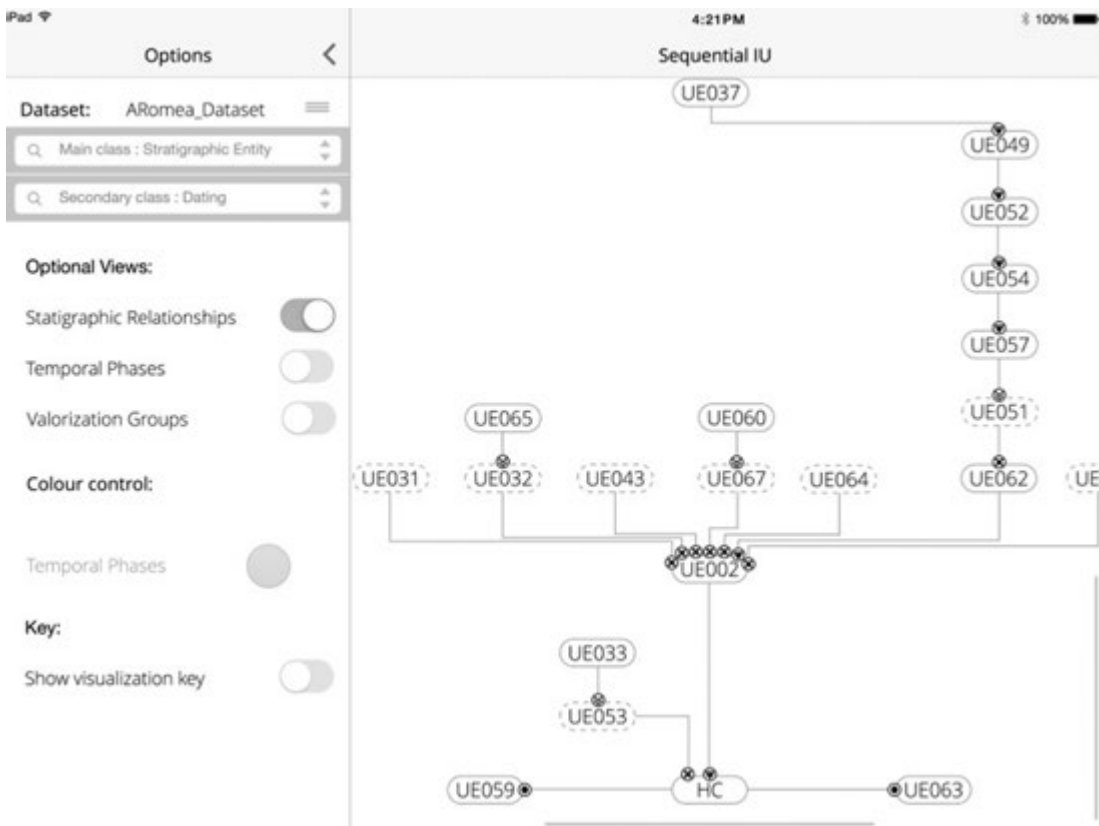 iPad 4:21PM 100%
Options
Sequential IU
Dataset: ARomea_Dataset
Main class : Stratigraphic Entity
Secondary class : Dating
Optional Views:
Statigraphic Relationships
Temporal Phases
Valorization Groups
Colour control:
Temporal Phases
Key:
Show visualization key
UE037
UE049
UE052
UE054
UE057
UE065 UE060 UE051
UE031 UE032 UE043 UE067 UE064 UE062 UE
UE002
UE033
UE053
UE059 HC UE063